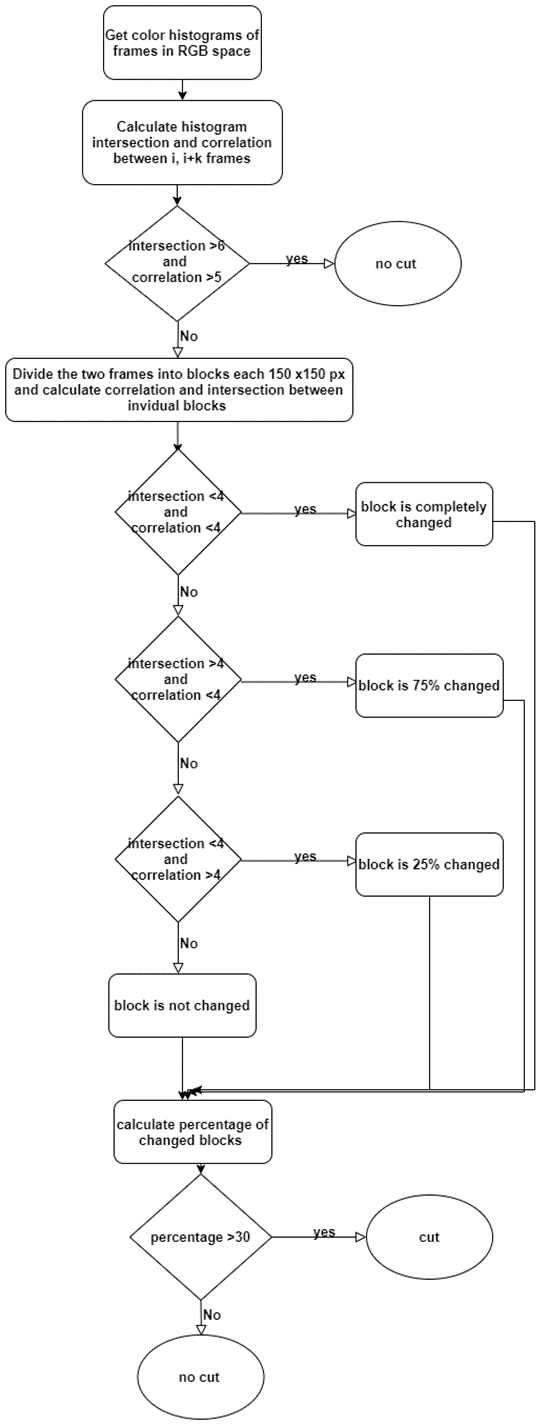 Get color histograms of
frames in RGB space
Calculate histogram
intersection and correlation
between i, i+k frames
intersection >6
and
correlation >5
yes
no cut
No
Divide the two frames into blocks each 150 x150 px
and calculate correlation and intersection between
invidual blocks
intersection <4
and
correlation <4
yes
block is completely
changed
No
intersection >4
and
correlation <4
yes
block is 75% changed
No
intersection <4
and
correlation >4
yes
block is 25% changed
No
block is not changed
calculate percentage of
changed blocks
percentage >30
yes
cut
No
no cut